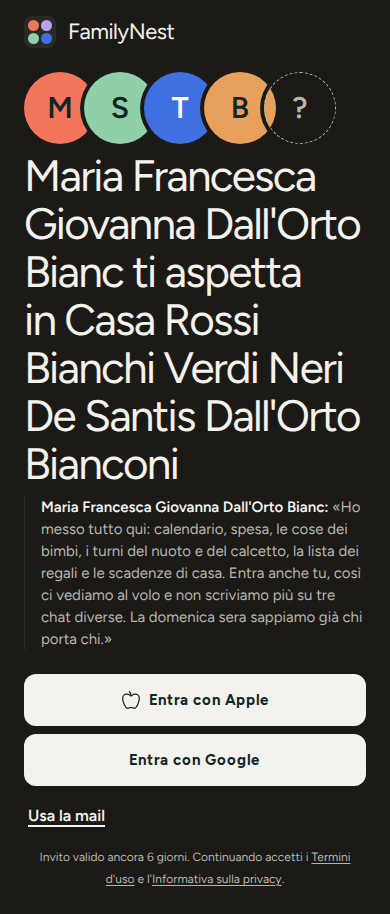 FamilyNest
M S T B ?
Maria Francesca
Giovanna Dall'Orto
Bianc ti aspetta
in Casa Rossi
Bianchi Verdi Neri
De Santis Dall'Orto
Bianconi
Maria Francesca Giovanna Dall'Orto Bianc: «Ho
messo tutto qui: calendario, spesa, le cose dei
bimbi, i turni del nuoto e del calcetto, la lista dei
regali e le scadenze di casa. Entra anche tu, così
ci vediamo al volo e non scriviamo più su tre
chat diverse. La domenica sera sappiamo già chi
porta chi.»
Entra con Apple
Entra con Google
Usa la mail
Invito valido ancora 6 giorni. Continuando accetti i Termini
d'uso e l'Informativa sulla privacy.